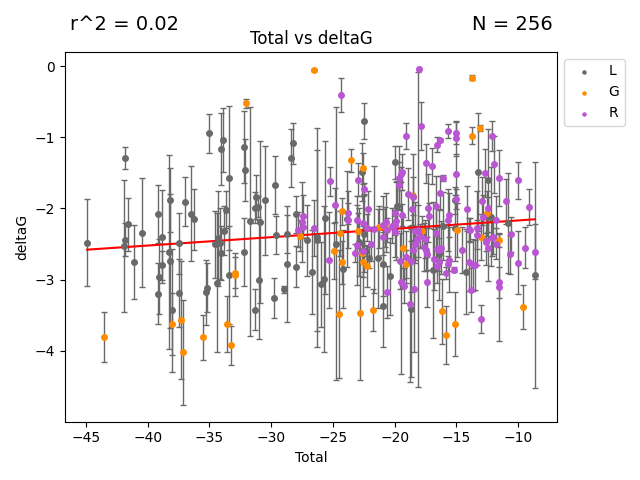 r^2 = 0.02
N = 256
Total vs deltaG
L
G
R
0
−1
−2
−3
−4
deltaG
−45
−40
−35
−30
−25
−20
−15
−10
Total